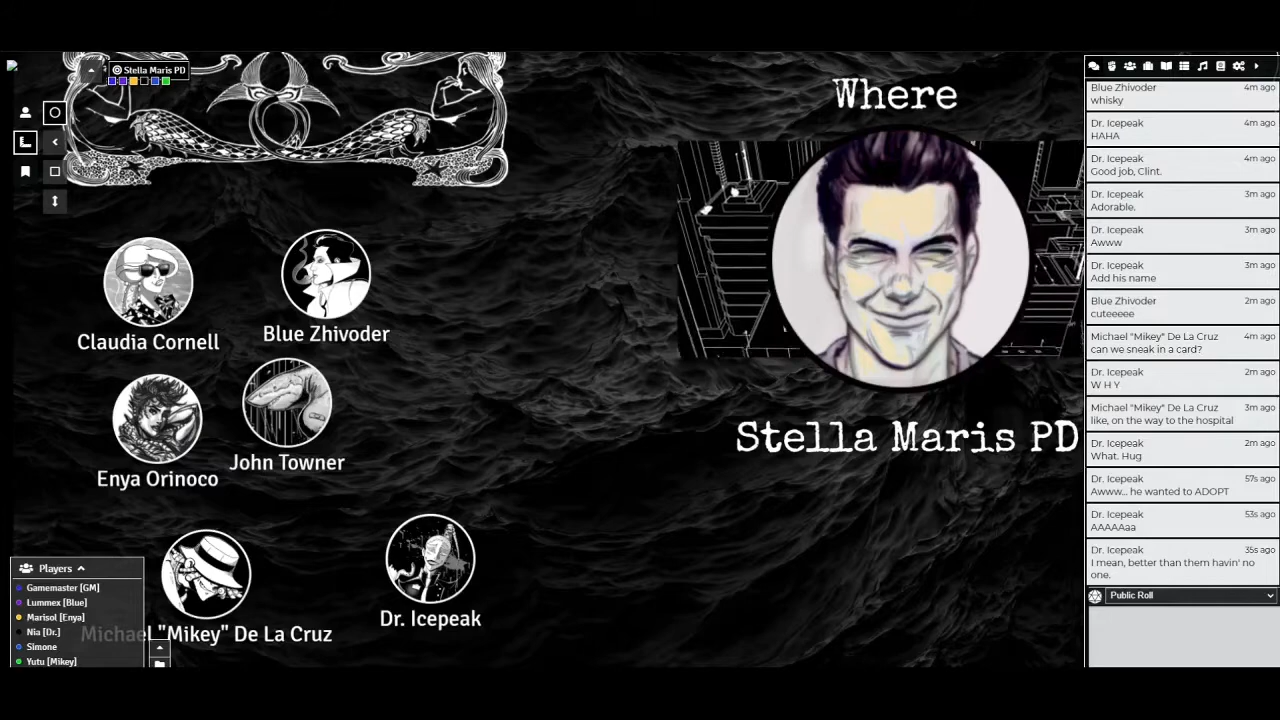 Stella Maris PD
Where
Stella Maris PD
Claudia Cornell
Blue Zhivoder
Enya Orinoco
John Towner
Michael "Mikey" De La Cruz
Dr. Icepeak
Players
Gamemaster [GM]
Lummex [Blue]
Marisol [Enya]
Nia [Dr.]
Simone
Yutu [Mikey]
Blue Zhivoder 4m ago
whisky
Dr. Icepeak 4m ago
HAHA
Dr. Icepeak 4m ago
Good job, Clint.
Dr. Icepeak 3m ago
Adorable.
Dr. Icepeak 3m ago
Awww
Dr. Icepeak 3m ago
Add his name
Blue Zhivoder 2m ago
cuteeeee
Michael "Mikey" De La Cruz 4m ago
can we sneak in a card?
Dr. Icepeak 2m ago
W H Y
Michael "Mikey" De La Cruz 3m ago
like, on the way to the hospital
Dr. Icepeak 2m ago
What. Hug
Dr. Icepeak 57s ago
Awww... he wanted to ADOPT
Dr. Icepeak 53s ago
AAAAAaa
Dr. Icepeak 35s ago
I mean, better than them havin' no
one.
Public Roll